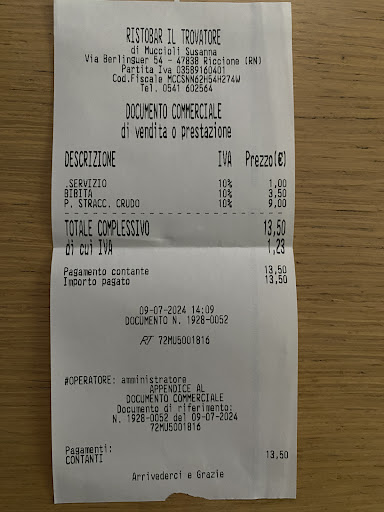 RISTOBAR IL TROVATORE
di Muccioli Susanna
Via Berlinguer 54 - 47838 Riccione (RN)
Partita Iva 03589160401
Cod.Fiscale MCCSNN62H54H274W
Tel. 0541 602564
DOCUMENTO COMMERCIALE
di vendita o prestazione
DESCRIZIONE IVA Prezzo(€)
.SERVIZIO 10% 1,00
BIBITA 10% 3,50
P. STRACC. CRUDO 10% 9,00
TOTALE COMPLESSIVO 13,50
di cui IVA 1,23
Pagamento contante 13,50
Importo pagato 13,50
09-07-2024 14:09
DOCUMENTO N. 1928-0052
RT 72MU5001816
#OPERATORE: amministratore
APPENDICE AL
DOCUMENTO COMMERCIALE
Documento di riferimento:
N. 1928-0052 del 09-07-2024
72MU5001816
Pagamenti:
CONTANTI 13,50
Arrivederci e Grazie